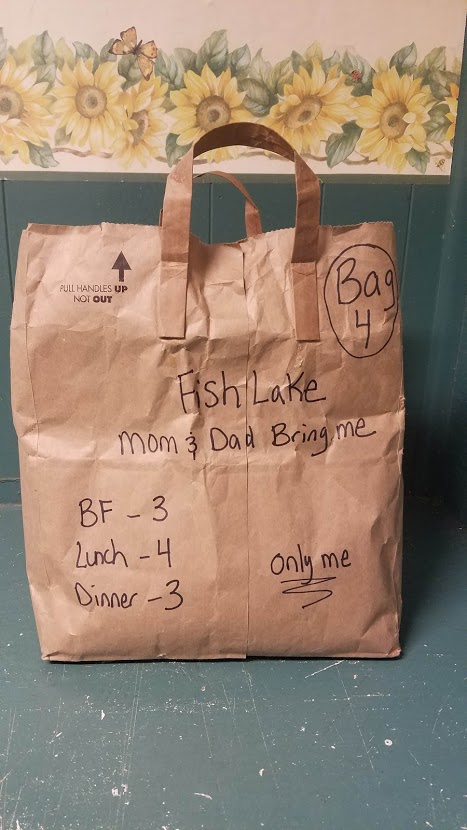 PULL HANDLES UP
NOT OUT
Bag
4
Fish Lake
Mom & Dad Bring me
BF - 3
Lunch - 4
Dinner - 3
only me